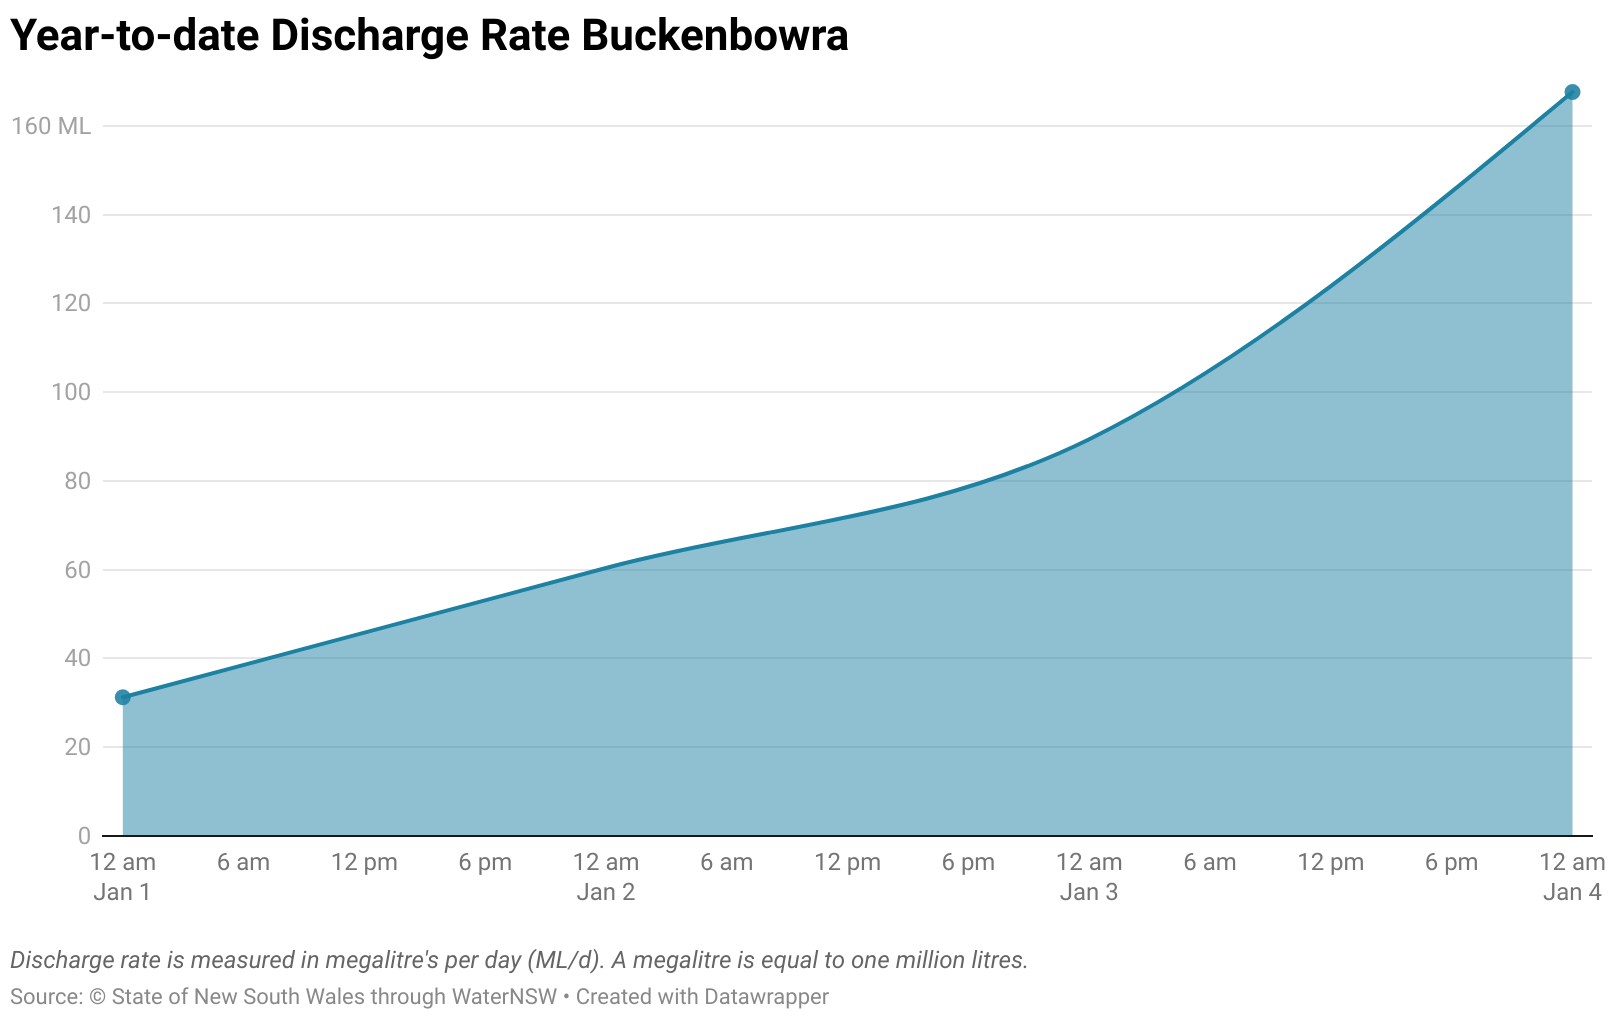 Year-to-date Discharge Rate Buckenbowra
160 ML
140
120
100
80
60
40
20
0
12 am 6 am 12 pm 6 pm 12 am 6 am 12 pm 6 pm 12 am 6 am 12 pm 6 pm 12 am
Jan 1 Jan 2 Jan 3 Jan 4
Discharge rate is measured in megalitre's per day (ML/d). A megalitre is equal to one million litres.
Source: © State of New South Wales through WaterNSW • Created with Datawrapper